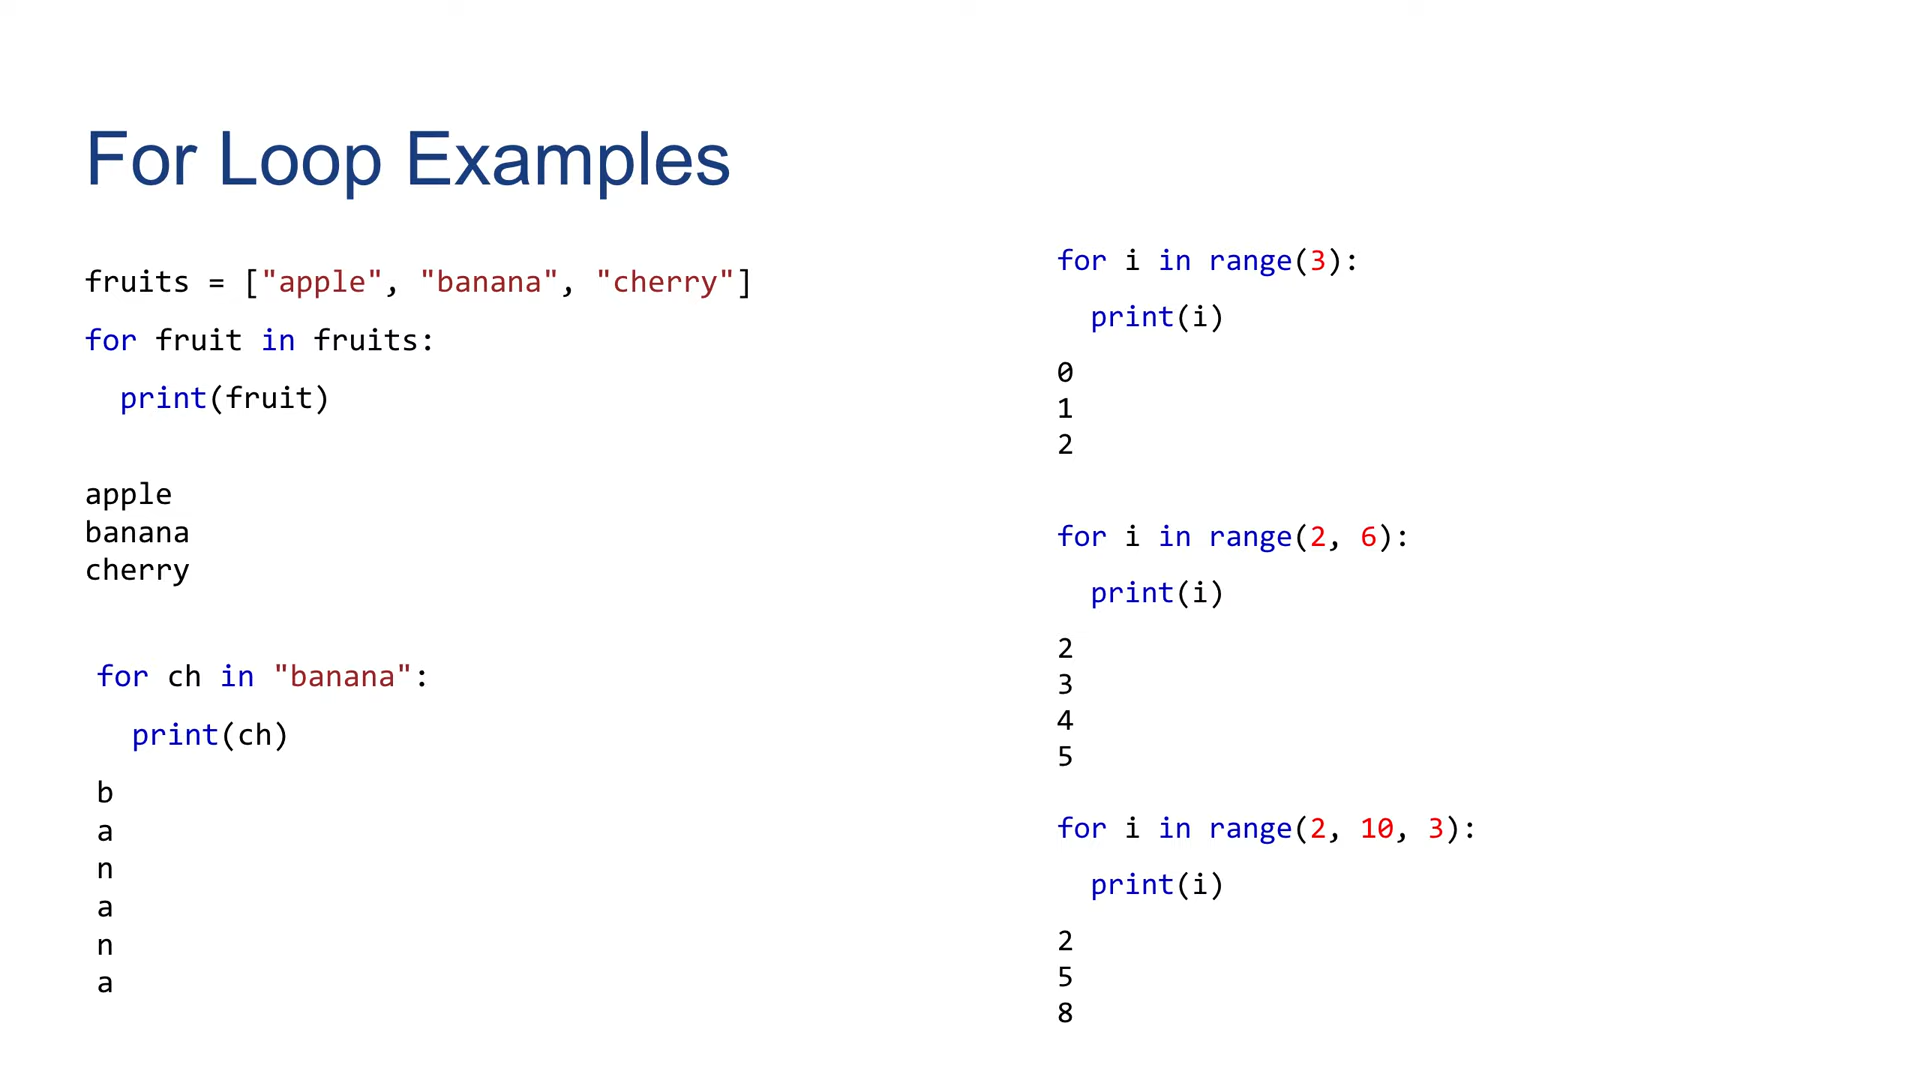 For Loop Examples
fruits = ["apple", "banana", "cherry"]
for fruit in fruits:
  print(fruit)
apple
banana
cherry
for ch in "banana":
  print(ch)
b
a
n
a
n
a
for i in range(3):
  print(i)
0
1
2
for i in range(2, 6):
  print(i)
2
3
4
5
for i in range(2, 10, 3):
  print(i)
2
5
8